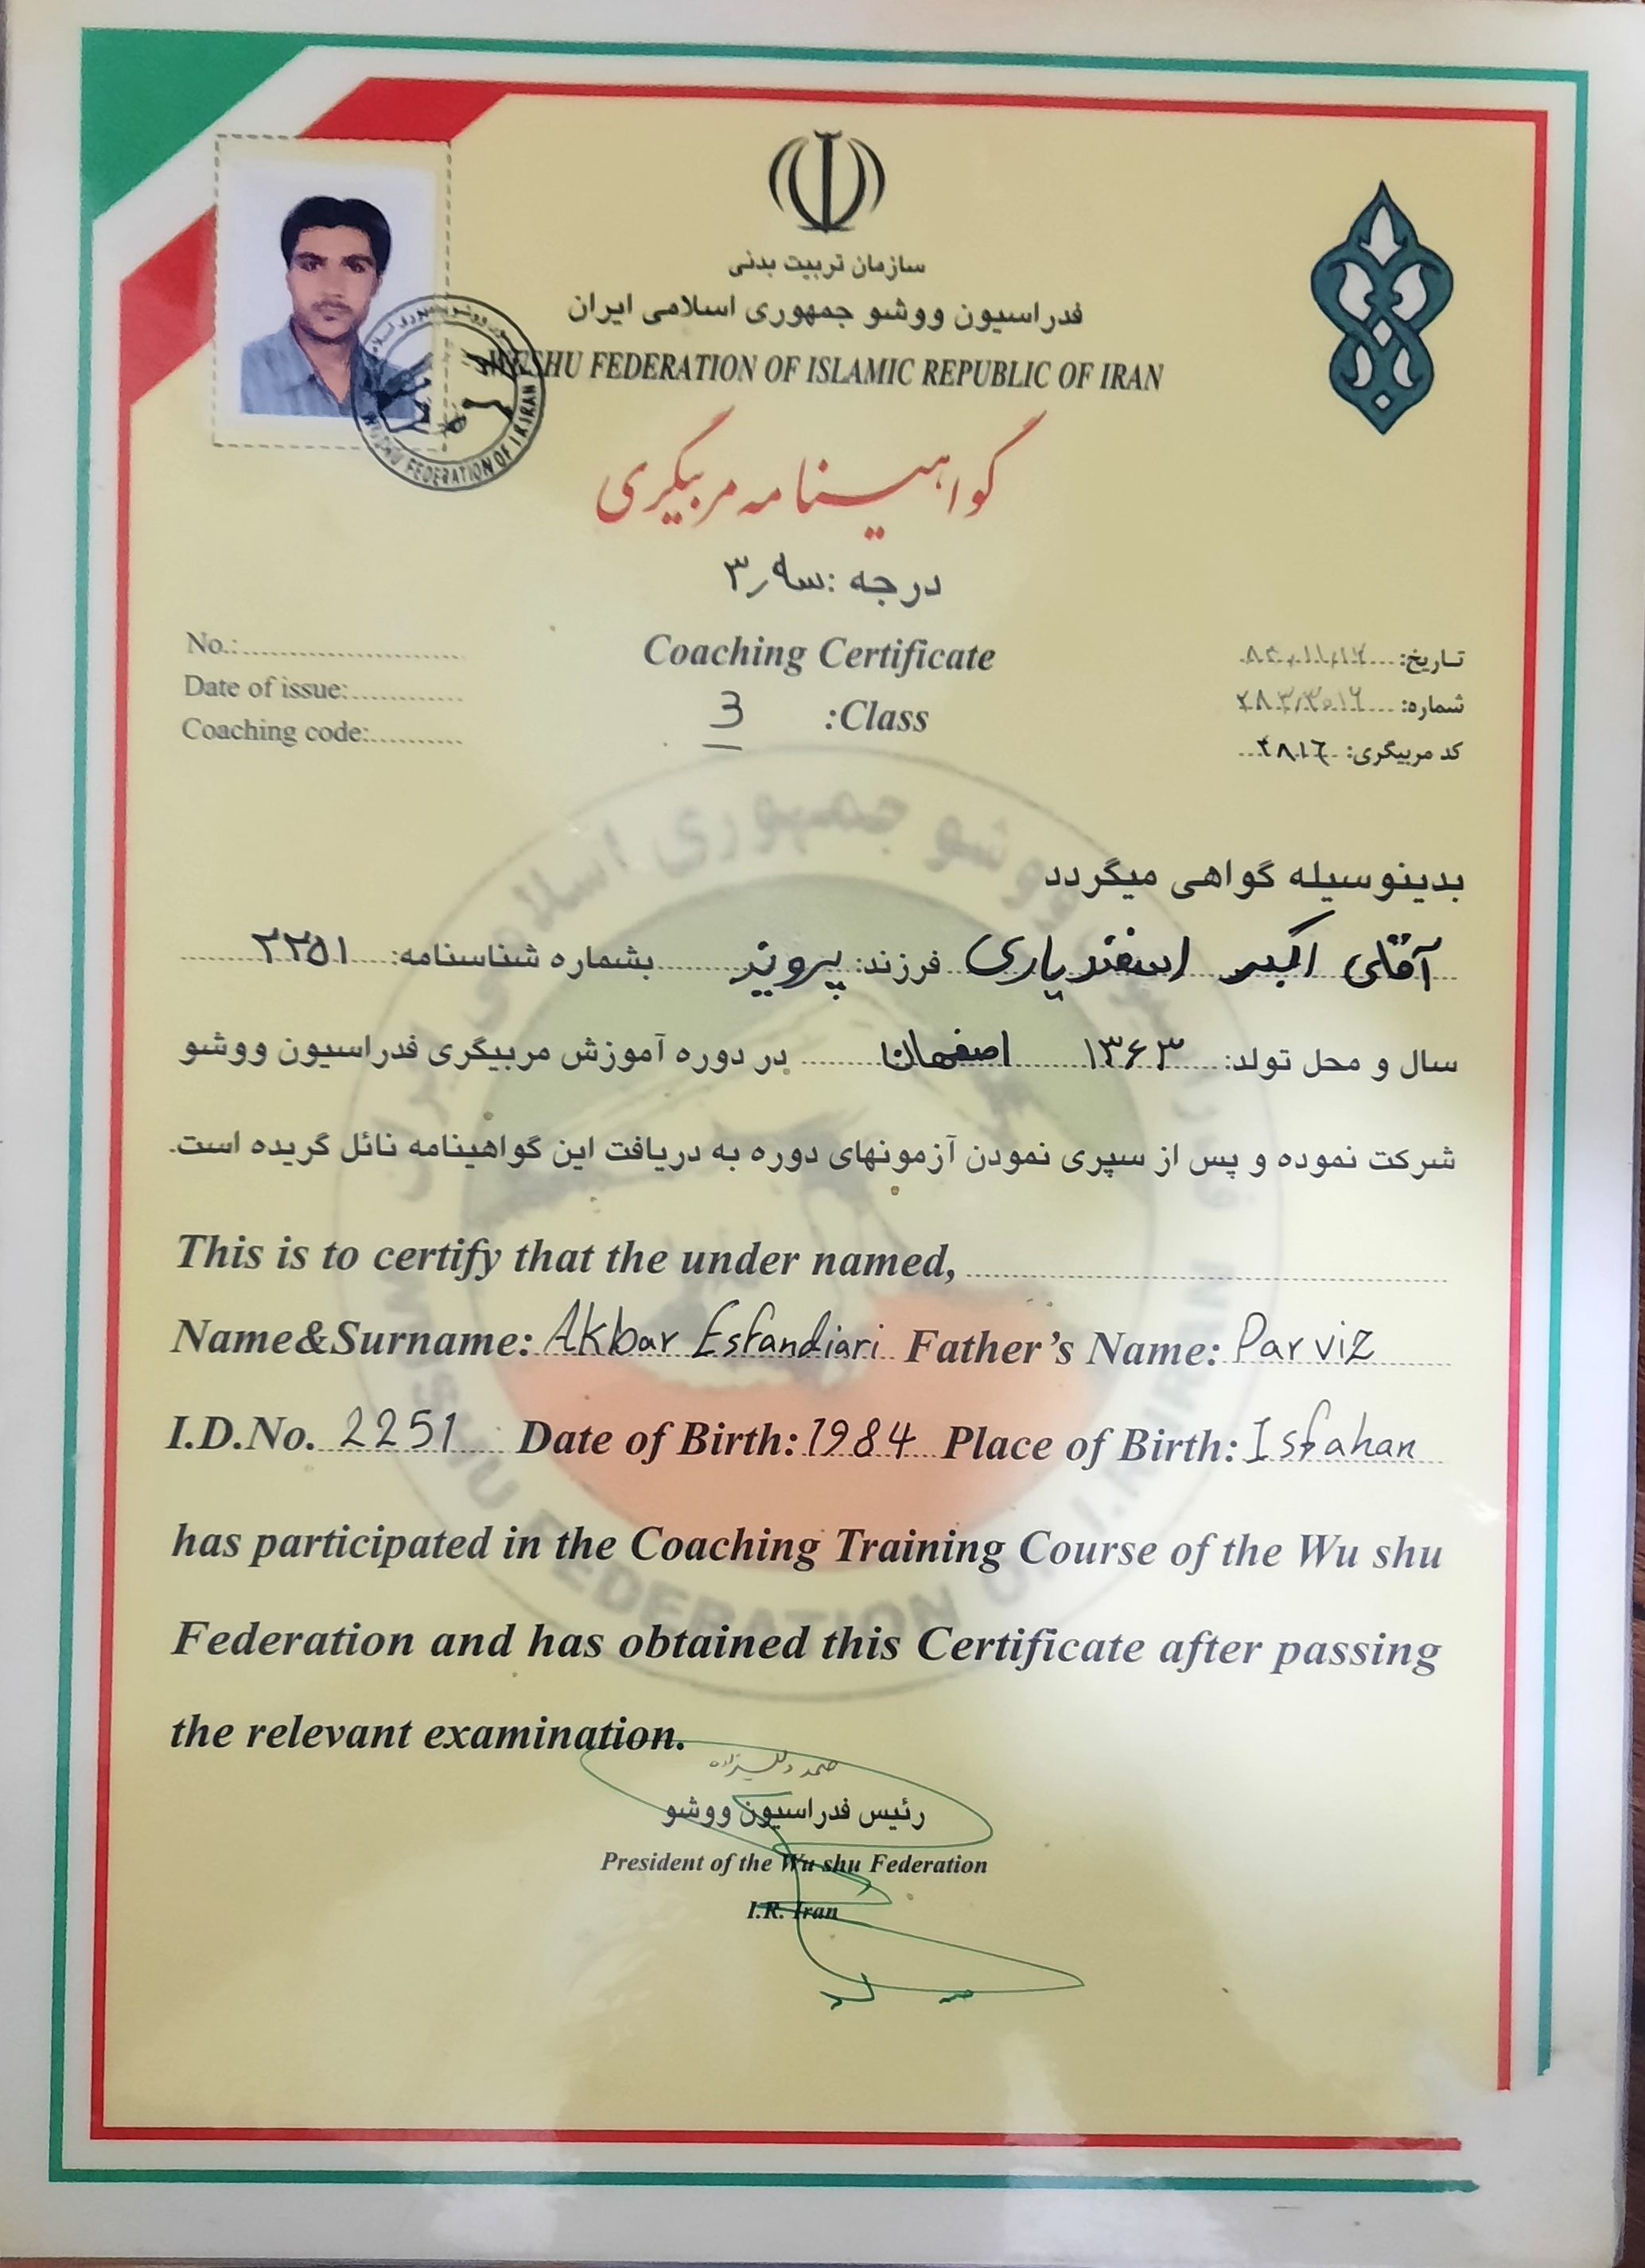 سازمان تربیت بدنی
فدراسیون ووشو جمهوری اسلامی ایران
WUSHU FEDERATION OF ISLAMIC REPUBLIC OF IRAN
WUSHU FEDERATION OF I.R.IRAN
گواهینامه مربیگری
درجه: سه ۳
Coaching Certificate
3 :Class
No.:
Date of issue:
Coaching code:
تاریخ:
شماره:
کد مربیگری: ۴۸۱۶
بدینوسیله گواهی میگردد
آقای اکبر اسفندیاری فرزند: پرویز بشماره شناسنامه: ۲۲۵۱
سال و محل تولد: ۱۳۶۳ اصفهان در دوره آموزش مربیگری فدراسیون ووشو
شرکت نموده و پس از سپری نمودن آزمونهای دوره به دریافت این گواهینامه نائل گریده است.
This is to certify that the under named,
Name&Surname: Akbar Esfandiari Father's Name: Parviz
I.D.No. 2251 Date of Birth: 1984 Place of Birth: Isfahan
has participated in the Coaching Training Course of the Wu shu
Federation and has obtained this Certificate after passing
the relevant examination.
رئیس فدراسیون ووشو
President of the Wu shu Federation
I.R. Iran